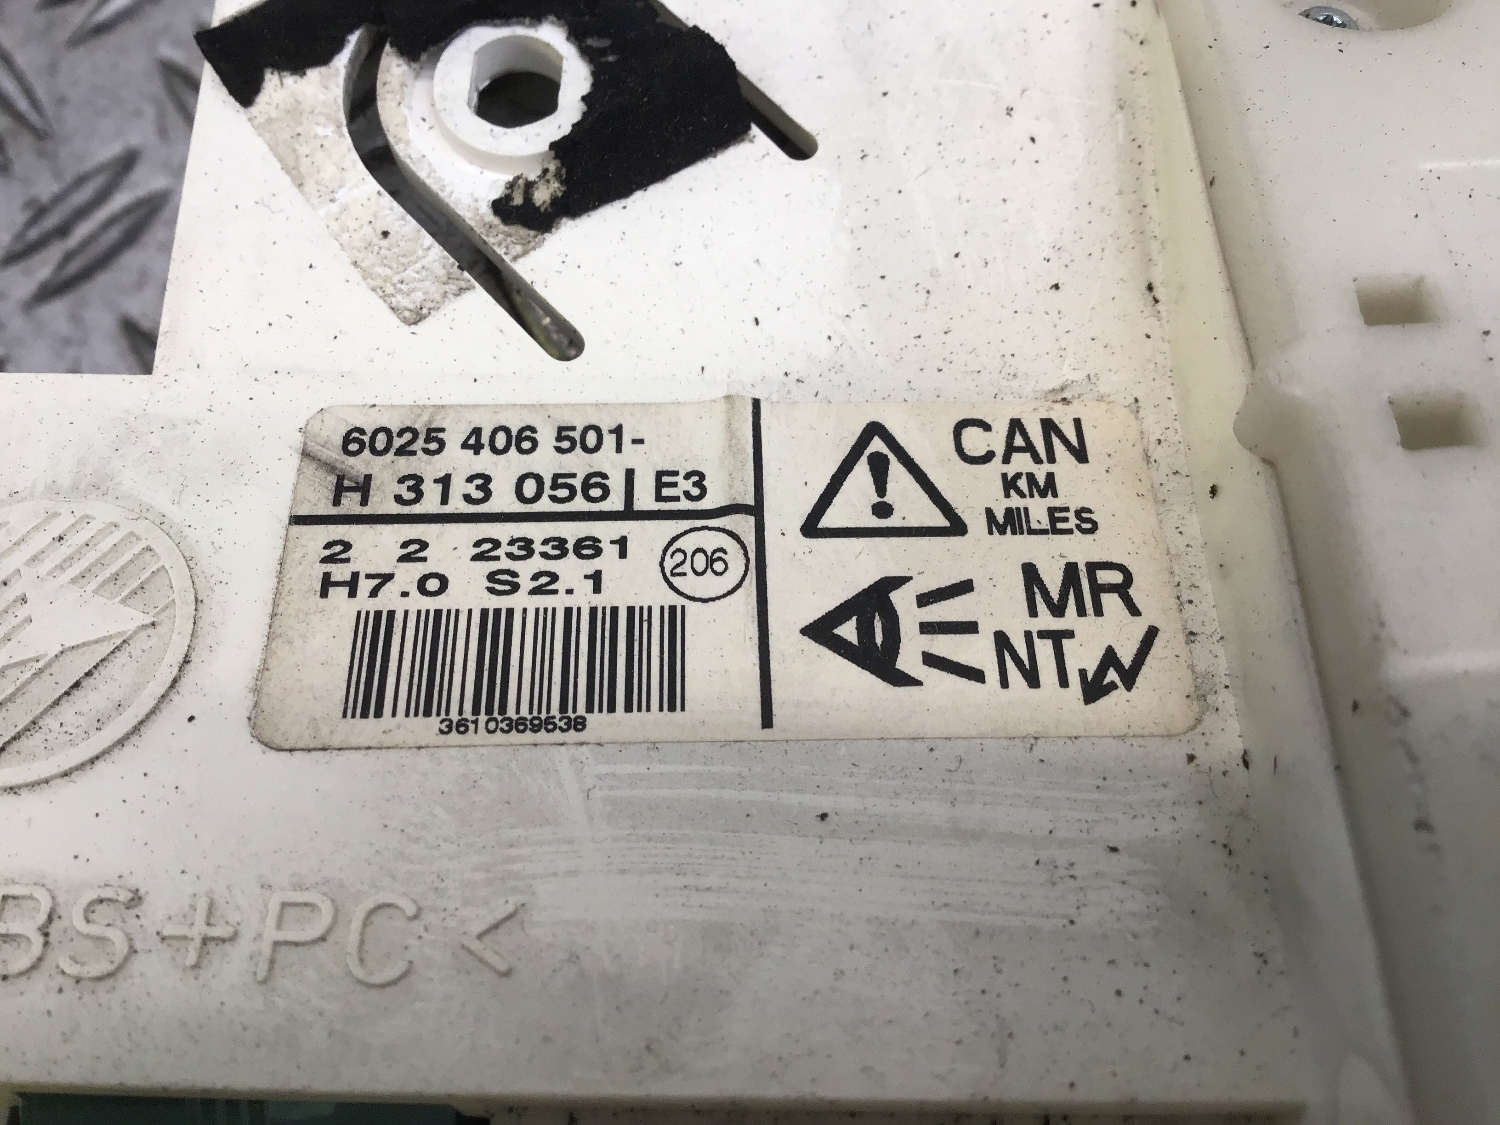 6025 406 501-
H 313 056 | E3
2 2 23361
H7.0 S2.1
206
3610369538
CAN
KM
MILES
MR
NT
BS+PC<